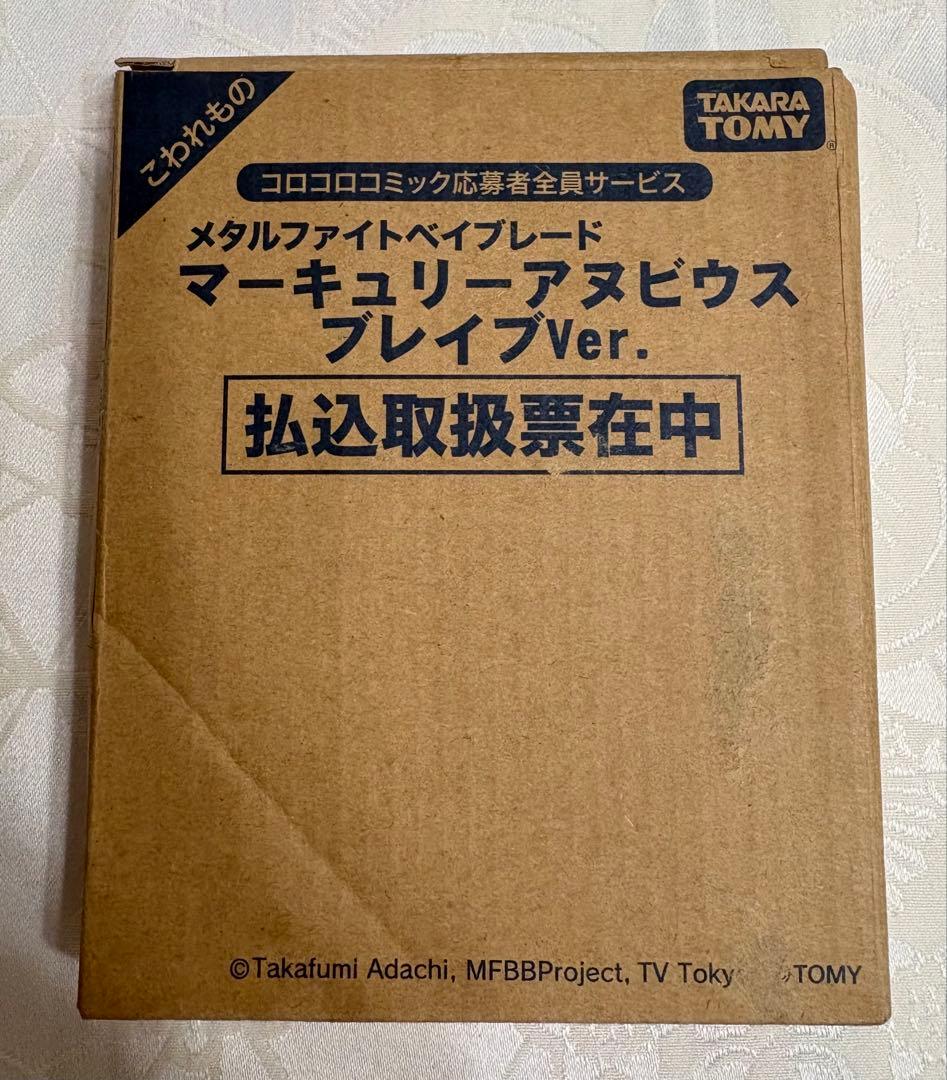 こわれもの
TAKARA
TOMY
®
コロコロコミック応募者全員サービス
メタルファイトベイブレード
マーキュリーアヌビウス
ブレイブVer.
払込取扱票在中
©Takafumi Adachi, MFBBProject, TV Toky TOMY